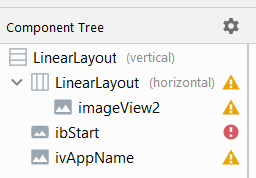 Component Tree
LinearLayout (vertical)
LinearLayout (horizontal)
imageView2
ibStart
ivAppName